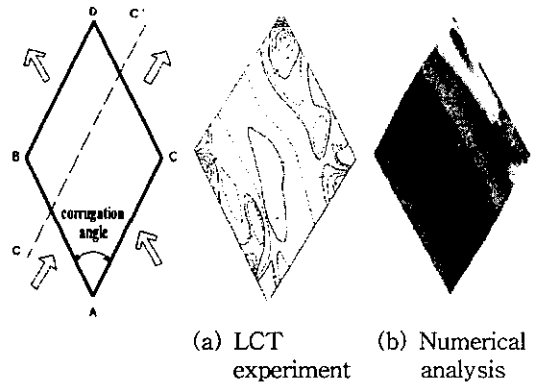 D
C'
B
C
corrugation
angle
C
A
(a) LCT
experiment
(b) Numerical
analysis